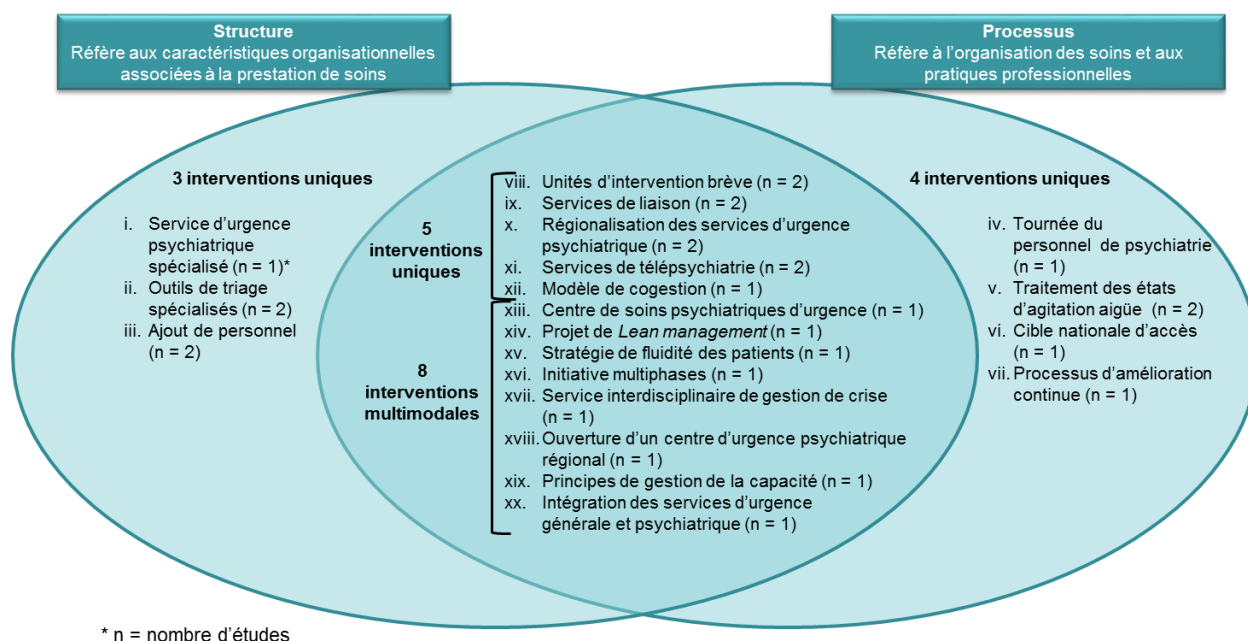 Structure
Réfère aux caractéristiques organisationnelles
associées à la prestation de soins
Processus
Réfère à l'organisation des soins et aux
pratiques professionnelles
3 interventions uniques
i. Service d'urgence
psychiatrique
spécialisé (n = 1)*
ii. Outils de triage
spécialisés (n = 2)
iii. Ajout de personnel
(n = 2)
5
interventions
uniques
viii. Unités d'intervention brève (n = 2)
ix. Services de liaison (n = 2)
x. Régionalisation des services d'urgence
psychiatrique (n = 2)
xi. Services de télépsychiatrie (n = 2)
xii. Modèle de cogestion (n = 1)
8
interventions
multimodales
xiii. Centre de soins psychiatriques d'urgence (n = 1)
xiv. Projet de Lean management (n = 1)
xv. Stratégie de fluidité des patients (n = 1)
xvi. Initiative multiphases (n = 1)
xvii. Service interdisciplinaire de gestion de crise
(n = 1)
xviii. Ouverture d'un centre d'urgence psychiatrique
régional (n = 1)
xix. Principes de gestion de la capacité (n = 1)
xx. Intégration des services d'urgence
générale et psychiatrique (n = 1)
4 interventions uniques
iv. Tournée du
personnel de psychiatrie
(n = 1)
v. Traitement des états
d'agitation aigüe (n = 2)
vi. Cible nationale d'accès
(n = 1)
vii. Processus d'amélioration
continue (n = 1)
* n = nombre d'études